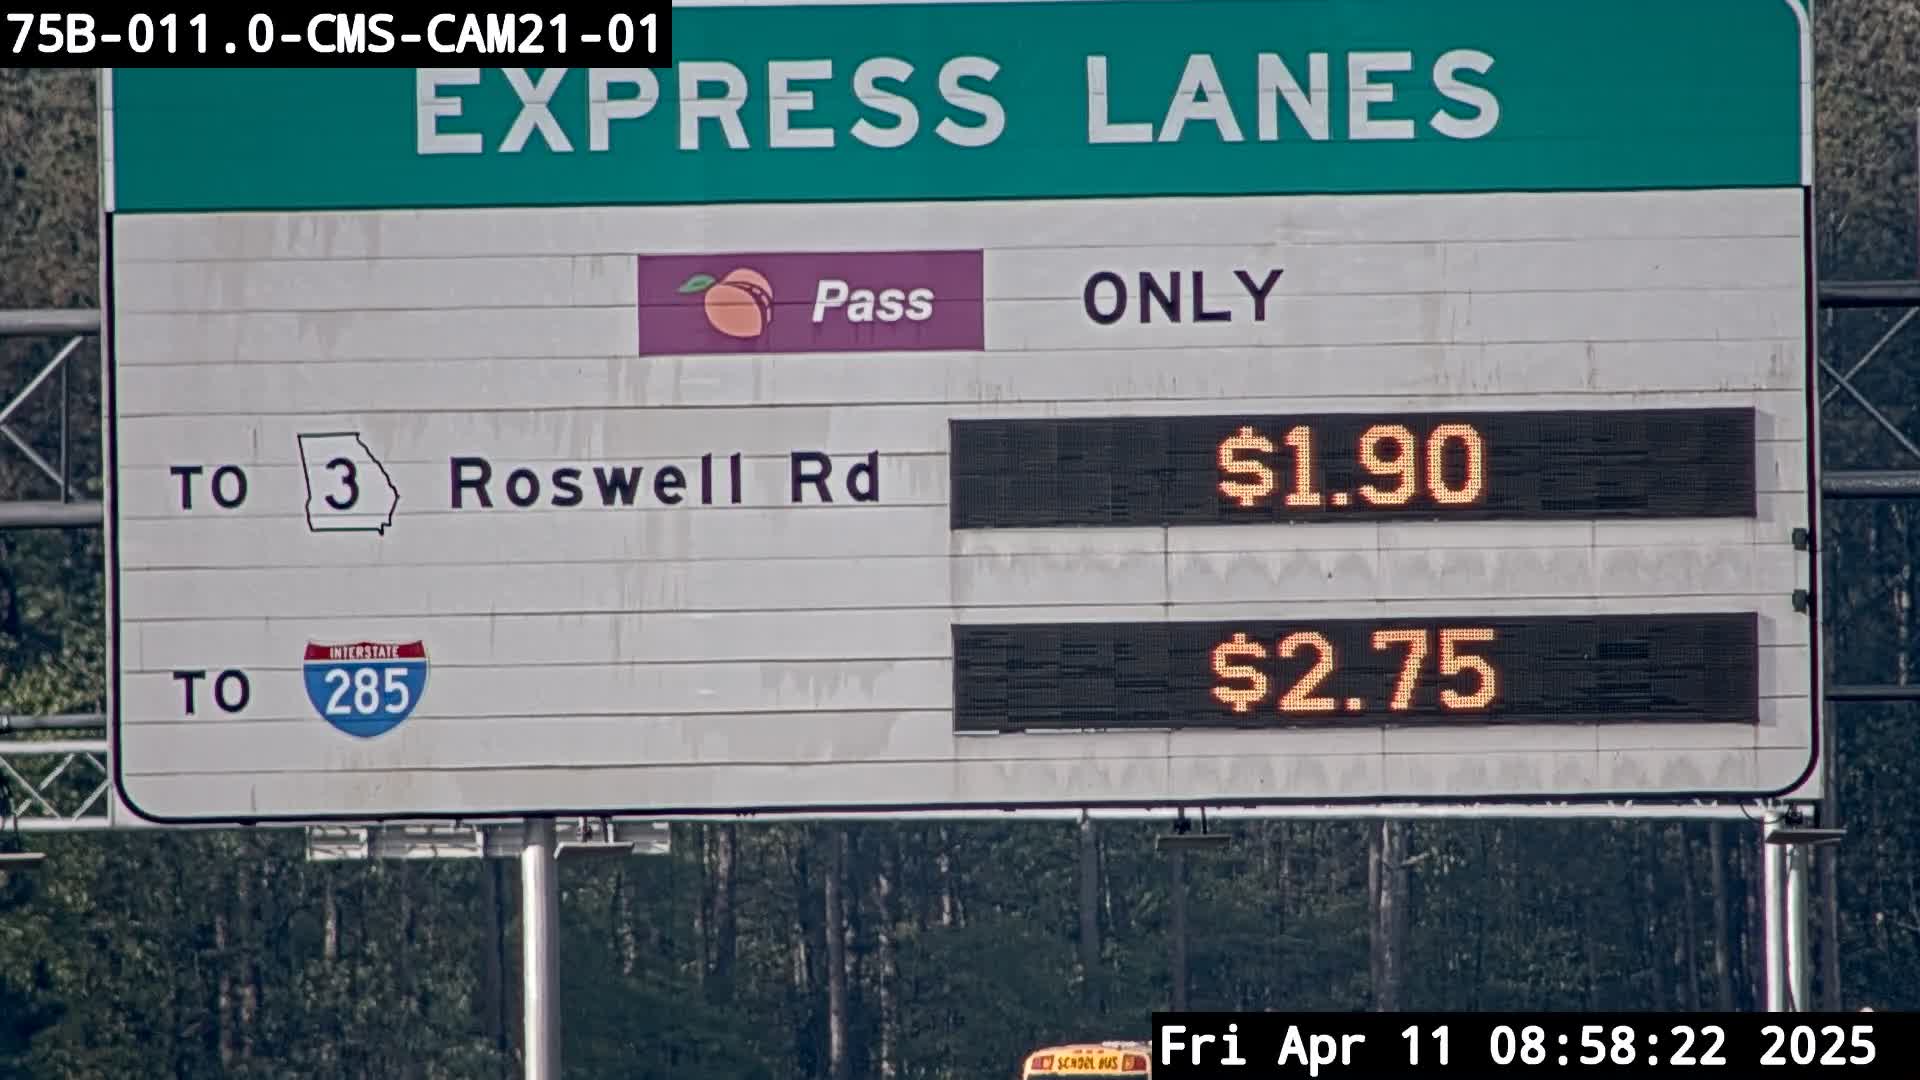 75B-011.0-CMS-CAM21-01
EXPRESS LANES
Pass ONLY
TO 3 Roswell Rd $1.90
TO INTERSTATE 285 $2.75
SCHOOL BUS
Fri Apr 11 08:58:22 2025